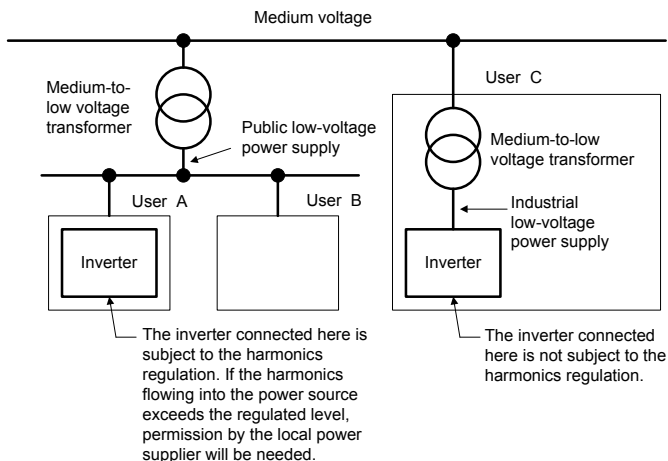 Medium voltage
User C
Medium-to-
low voltage
transformer
Public low-voltage
power supply
Medium-to-low
voltage transformer
User A
User B
Industrial
low-voltage
power supply
Inverter
Inverter
The inverter connected here is
subject to the harmonics
regulation. If the harmonics
flowing into the power source
exceeds the regulated level,
permission by the local power
supplier will be needed.
The inverter connected
here is not subject to the
harmonics regulation.